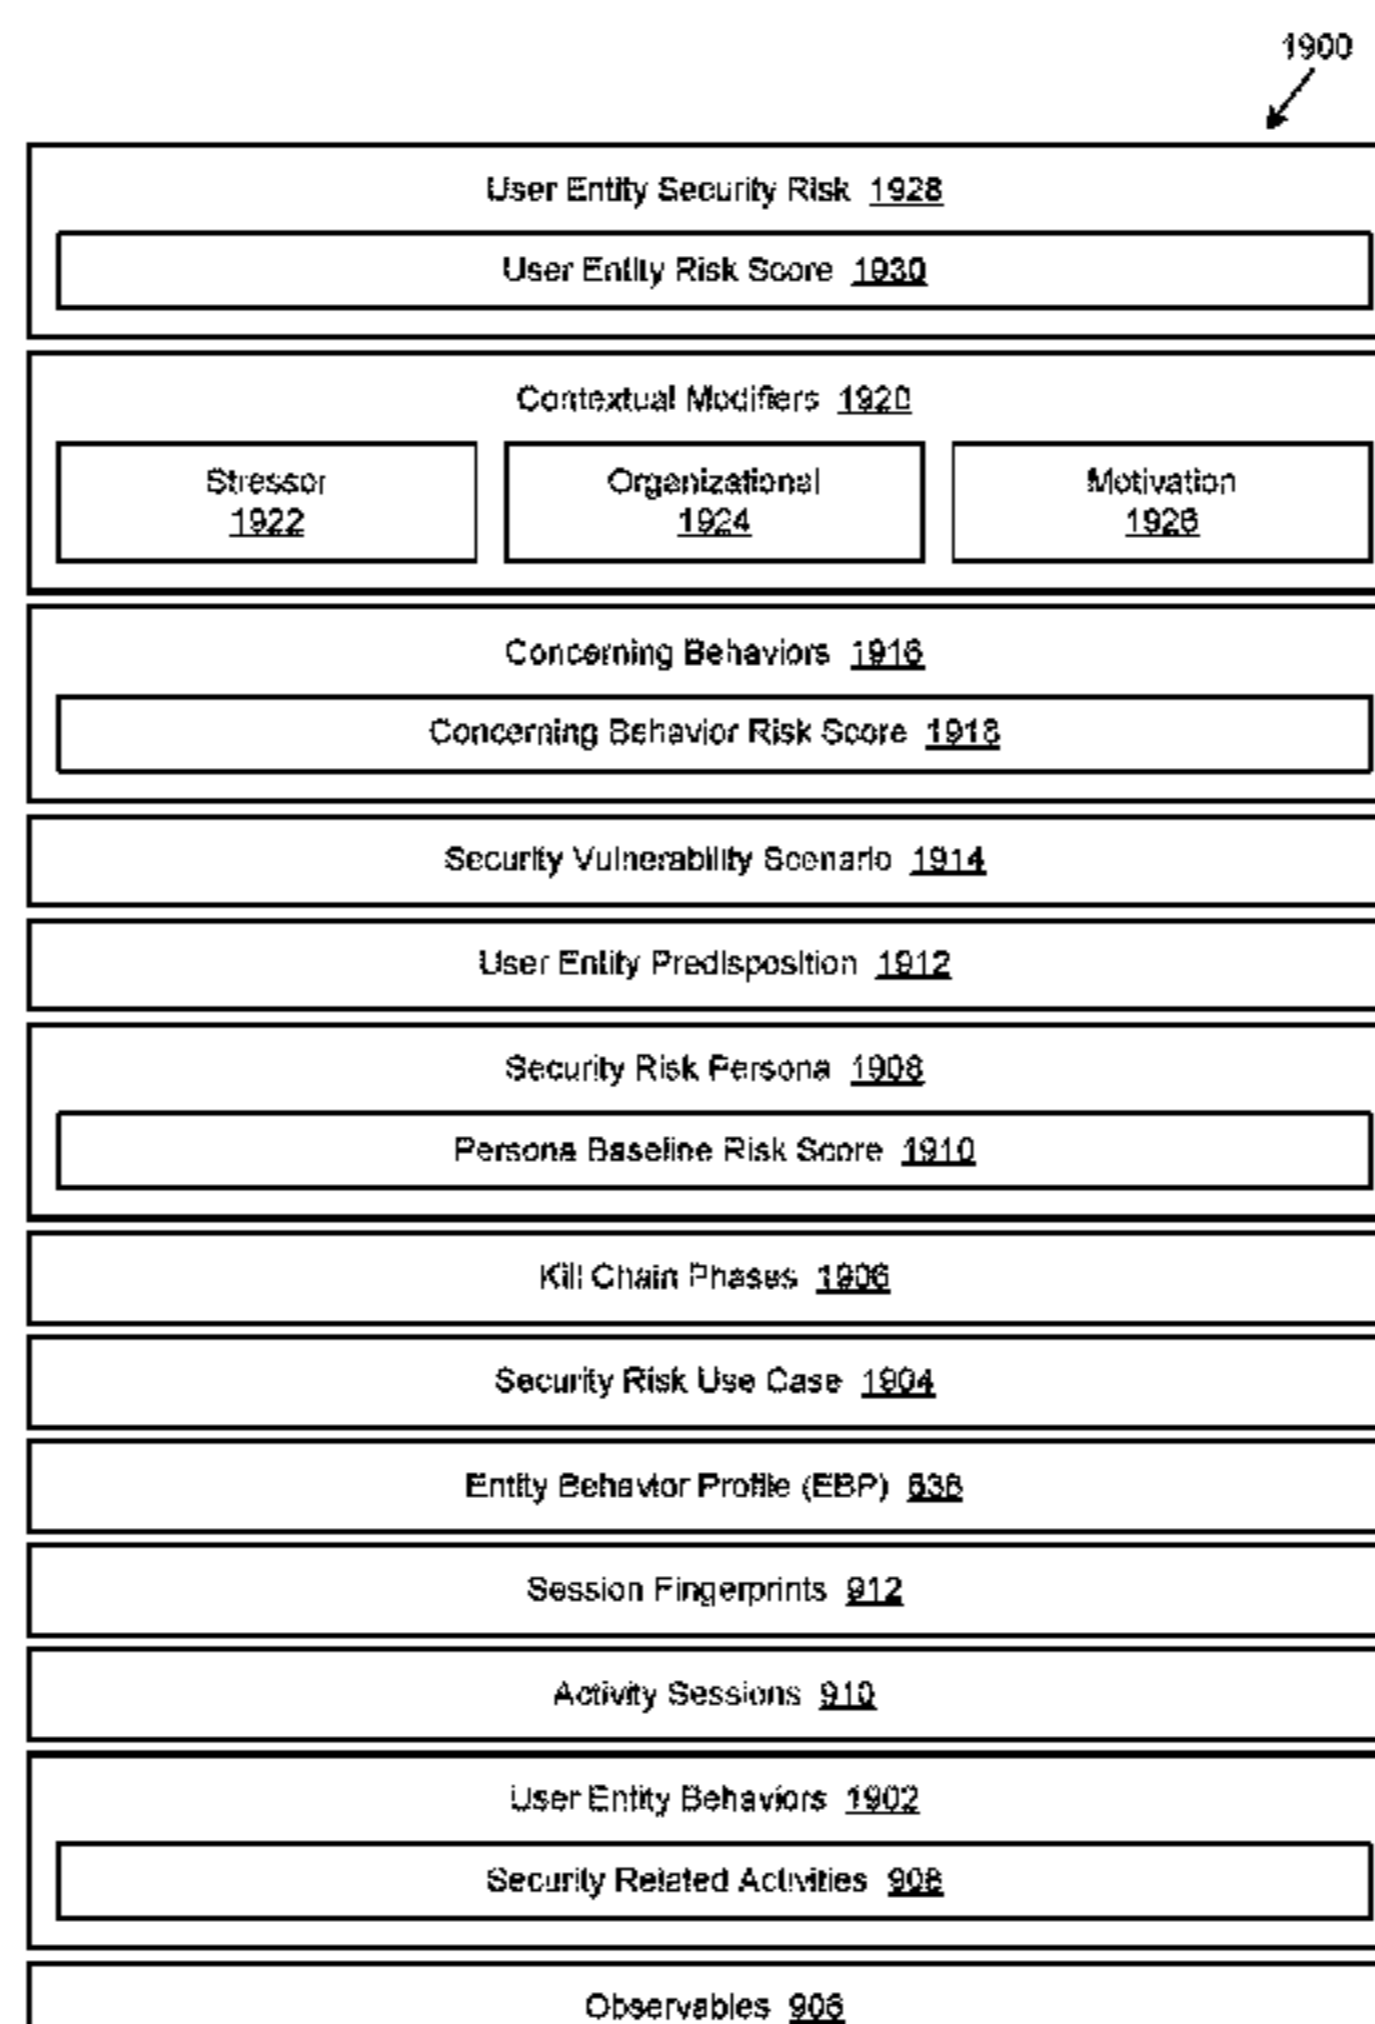 1900
User Entity Security Risk 1928
User Entity Risk Score 1930
Contextual Modifiers 1920
Stressor
1922
Organizational
1924
Motivation
1926
Concerning Behaviors 1916
Concerning Behavior Risk Score 1918
Security Vulnerability Scenario 1914
User Entity Predisposition 1912
Security Risk Persona 1908
Persona Baseline Risk Score 1910
Kill Chain Phases 1906
Security Risk Use Case 1904
Entity Behavior Profile (EBP) 638
Session Fingerprints 912
Activity Sessions 910
User Entity Behaviors 1902
Security Related Activities 908
Observables 906